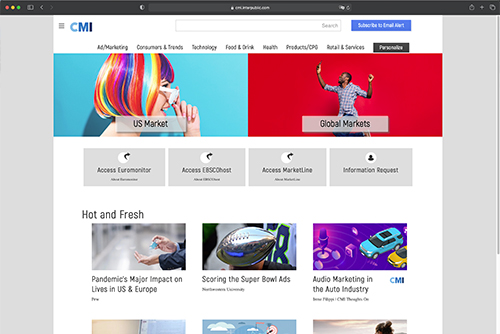 cmi.interpublic.com
CMI
Search
Subscribe to Email Alert
Ad/Marketing Consumers & Trends Technology Food & Drink Health Products/CPG Retail & Services Personalize
US Market
Global Markets
Access Euromonitor
About Euromonitor
Access EBSCOhost
About EBSCOhost
Access MarketLine
About MarketLine
Information Request
Hot and Fresh
Pandemic's Major Impact on
Lives in US & Europe
Pew
Scoring the Super Bowl Ads
Northwestern University
Audio Marketing in
the Auto Industry
CMI
/ CMI Thoughts On